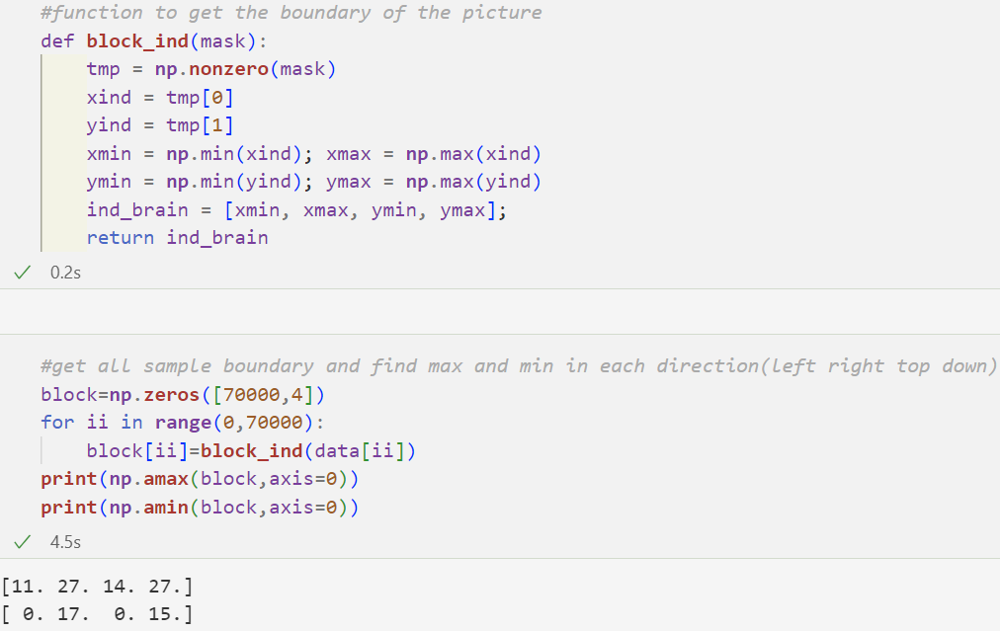 #function to get the boundary of the picture
def block_ind(mask):
    tmp = np.nonzero(mask)
    xind = tmp[0]
    yind = tmp[1]
    xmin = np.min(xind); xmax = np.max(xind)
    ymin = np.min(yind); ymax = np.max(yind)
    ind_brain = [xmin, xmax, ymin, ymax];
    return ind_brain
0.2s
#get all sample boundary and find max and min in each direction(left right top down)
block=np.zeros([70000,4])
for ii in range(0,70000):
    block[ii]=block_ind(data[ii])
print(np.amax(block,axis=0))
print(np.amin(block,axis=0))
4.5s
[11. 27. 14. 27.]
[ 0. 17.  0. 15.]